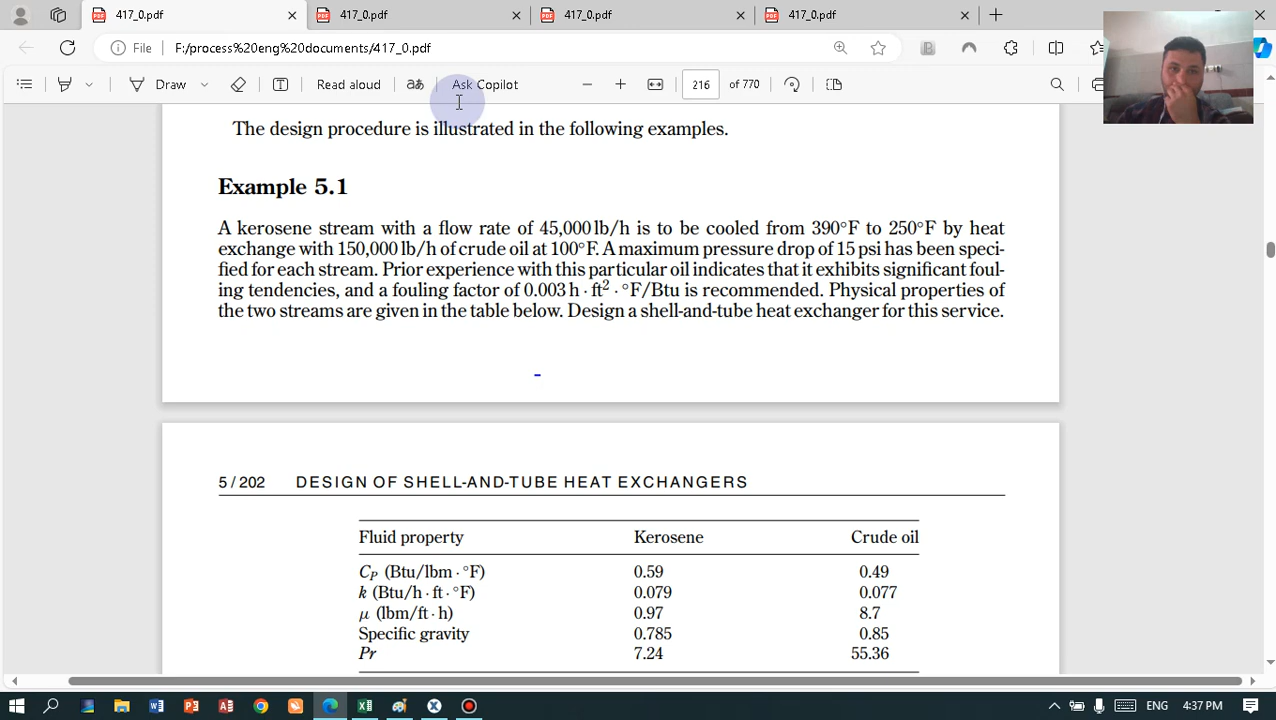 417_0.pdf
417_0.pdf
417_0.pdf
417_0.pdf
File F:/process%20eng%20documents/417_0.pdf
Draw Read aloud aあ Ask Copilot 216 of 770
The design procedure is illustrated in the following examples.
Example 5.1
A kerosene stream with a flow rate of 45,000 lb/h is to be cooled from 390°F to 250°F by heat
exchange with 150,000 lb/h of crude oil at 100°F. A maximum pressure drop of 15 psi has been speci-
fied for each stream. Prior experience with this particular oil indicates that it exhibits significant foul-
ing tendencies, and a fouling factor of 0.003 h · ft² · °F/Btu is recommended. Physical properties of
the two streams are given in the table below. Design a shell-and-tube heat exchanger for this service.
5 / 202 DESIGN OF SHELL-AND-TUBE HEAT EXCHANGERS
Fluid property Kerosene Crude oil
C_P (Btu/lbm · °F) 0.59 0.49
k (Btu/h · ft · °F) 0.079 0.077
μ (lbm/ft · h) 0.97 8.7
Specific gravity 0.785 0.85
Pr 7.24 55.36
ENG 4:37 PM